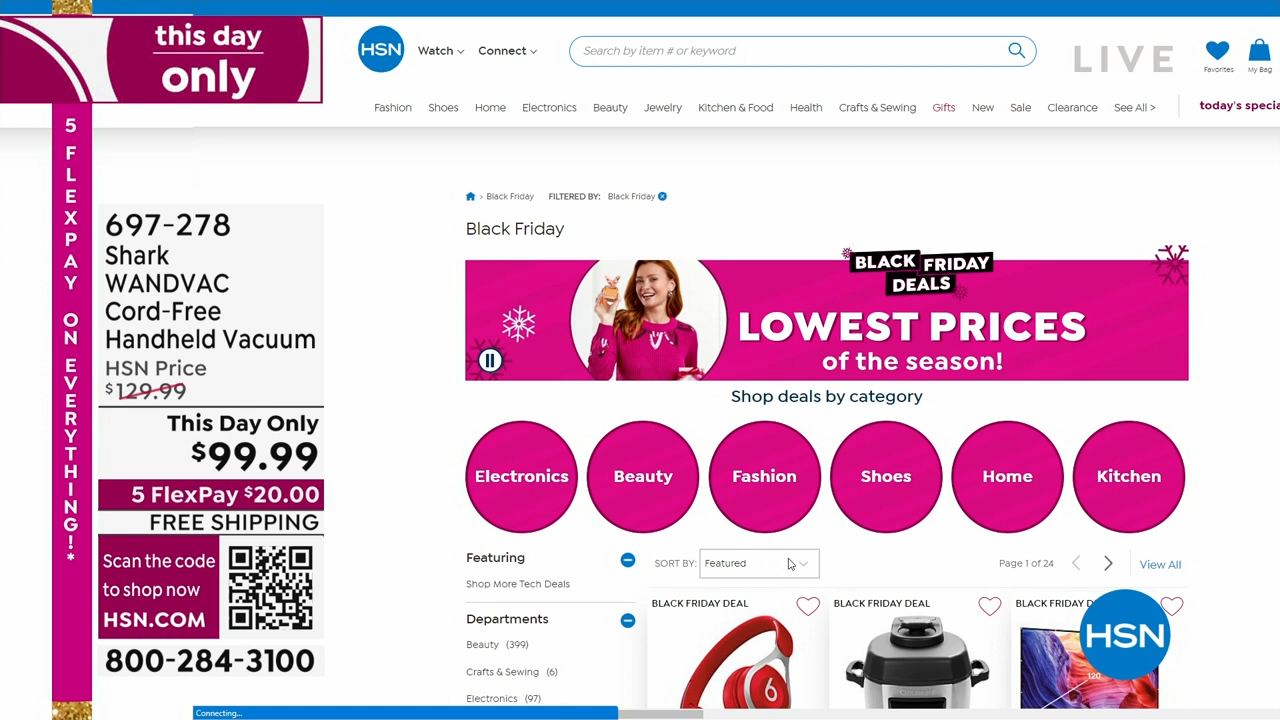 this day
only
5 FLEXPAY ON EVERYTHING!*
697-278
Shark
WANDVAC
Cord-Free
Handheld Vacuum
HSN Price
$129.99
This Day Only
$99.99
5 FlexPay $20.00
FREE SHIPPING
Scan the code
to shop now
HSN.COM
800-284-3100
HSN
Watch
Connect
Search by item # or keyword
LIVE
Favorites
My Bag
Fashion Shoes Home Electronics Beauty Jewelry Kitchen & Food Health Crafts & Sewing Gifts New Sale Clearance See All > today's specia
> Black Friday FILTERED BY: Black Friday
Black Friday
BLACK FRIDAY
DEALS
LOWEST PRICES
of the season!
Shop deals by category
Electronics Beauty Fashion Shoes Home Kitchen
Featuring
Shop More Tech Deals
Departments
Beauty (399)
Crafts & Sewing (6)
Electronics (97)
SORT BY: Featured
Page 1 of 24
View All
BLACK FRIDAY DEAL
BLACK FRIDAY DEAL
BLACK FRIDAY D
120
HSN
Connecting...